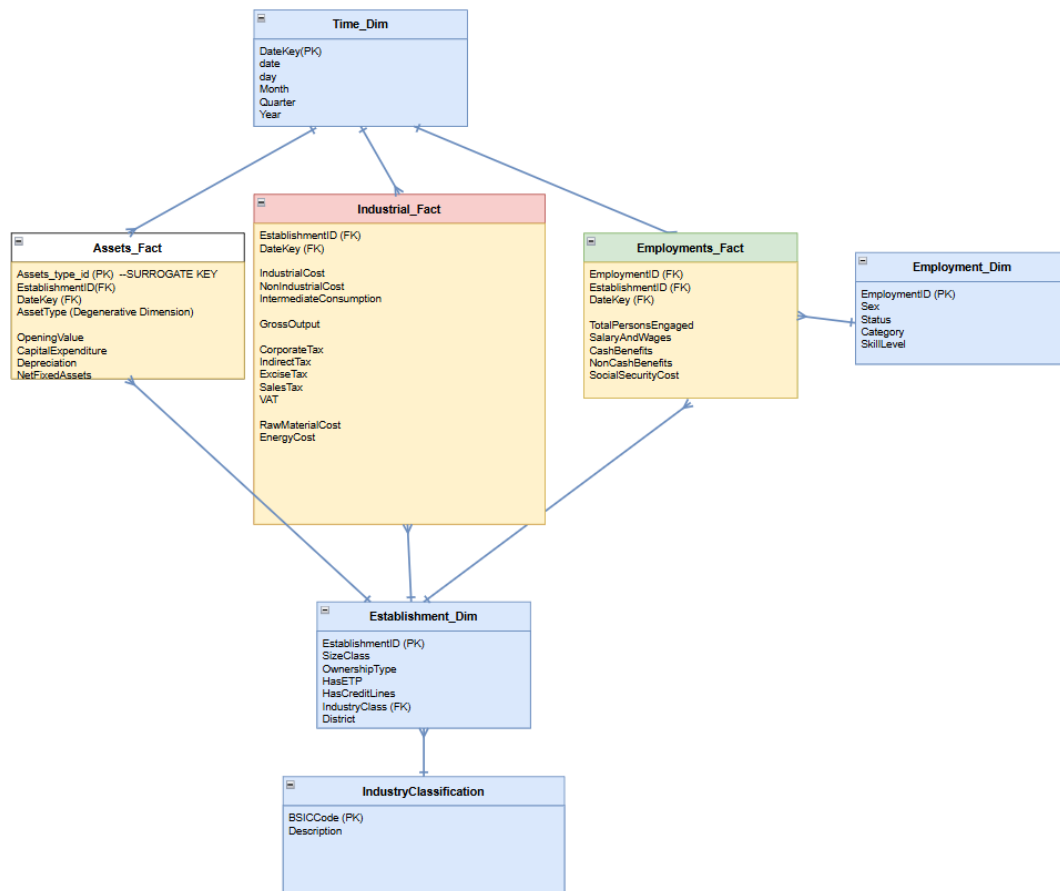 Time_Dim
DateKey(PK)
date
day
Month
Quarter
Year
Assets_Fact
Assets_type_id (PK) --SURROGATE KEY
EstablishmentID(FK)
DateKey (FK)
AssetType (Degenerative Dimension)
OpeningValue
CapitalExpenditure
Depreciation
NetFixedAssets
Industrial_Fact
EstablishmentID (FK)
DateKey (FK)
IndustrialCost
NonIndustrialCost
IntermediateConsumption
GrossOutput
CorporateTax
IndirectTax
ExciseTax
SalesTax
VAT
RawMaterialCost
EnergyCost
Employments_Fact
EmploymentID (FK)
EstablishmentID (FK)
DateKey (FK)
TotalPersonsEngaged
SalaryAndWages
CashBenefits
NonCashBenefits
SocialSecurityCost
Employment_Dim
EmploymentID (PK)
Sex
Status
Category
SkillLevel
Establishment_Dim
EstablishmentID (PK)
SizeClass
OwnershipType
HasETP
HasCreditLines
IndustryClass (FK)
District
IndustryClassification
BSICCode (PK)
Description